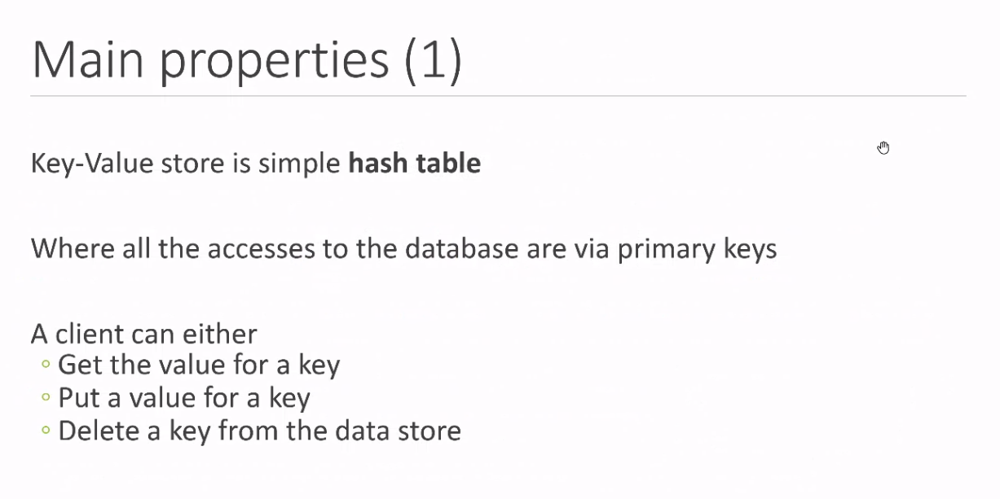 Main properties (1)
Key-Value store is simple hash table
Where all the accesses to the database are via primary keys
A client can either
◦ Get the value for a key
◦ Put a value for a key
◦ Delete a key from the data store